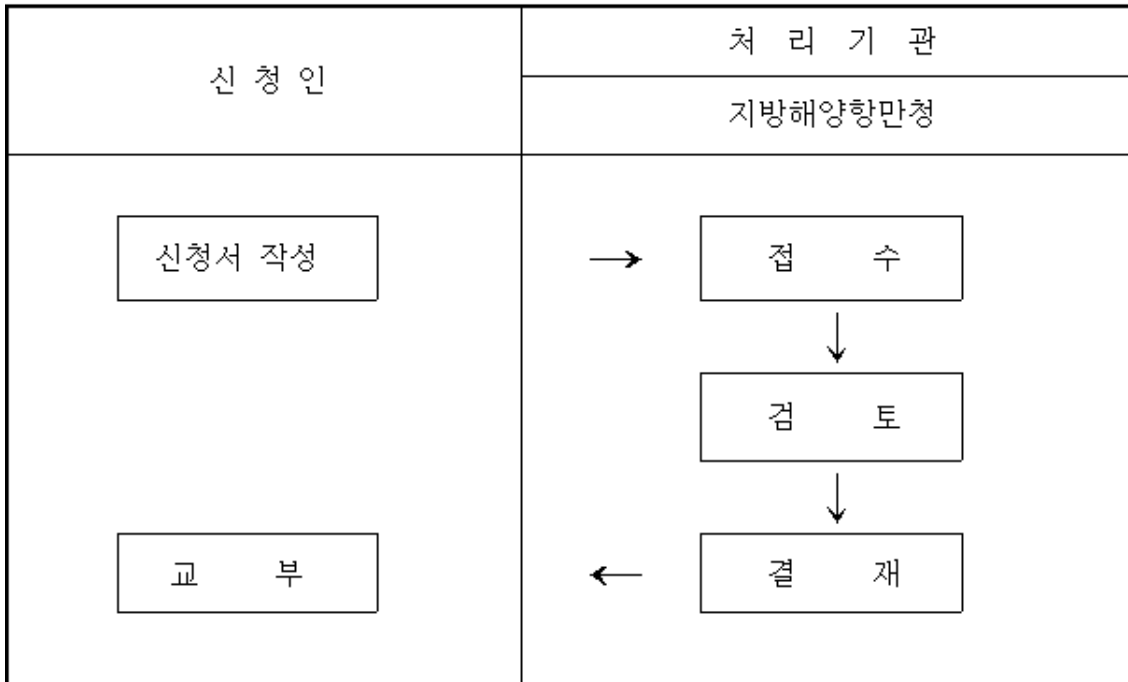 신 청 인
처 리 기 관
지방해양항만청
신청서 작성
접 수
검 토
교 부
결 재